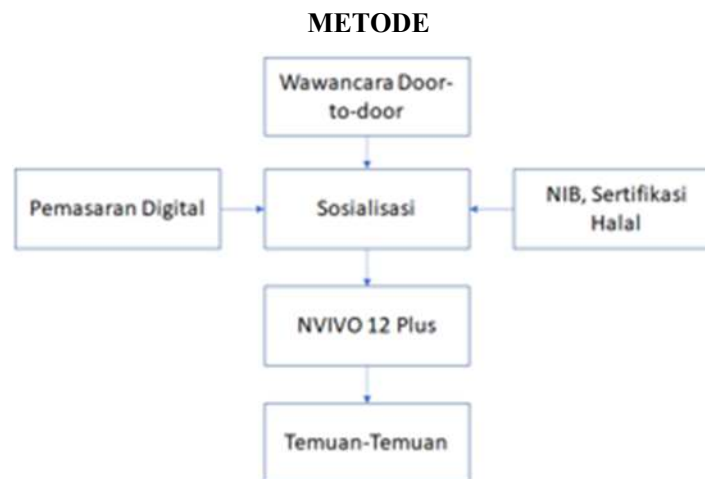 METODE
Wawancara Door-
to-door
Pemasaran Digital
Sosialisasi
NIB, Sertifikasi
Halal
NVIVO 12 Plus
Temuan-Temuan